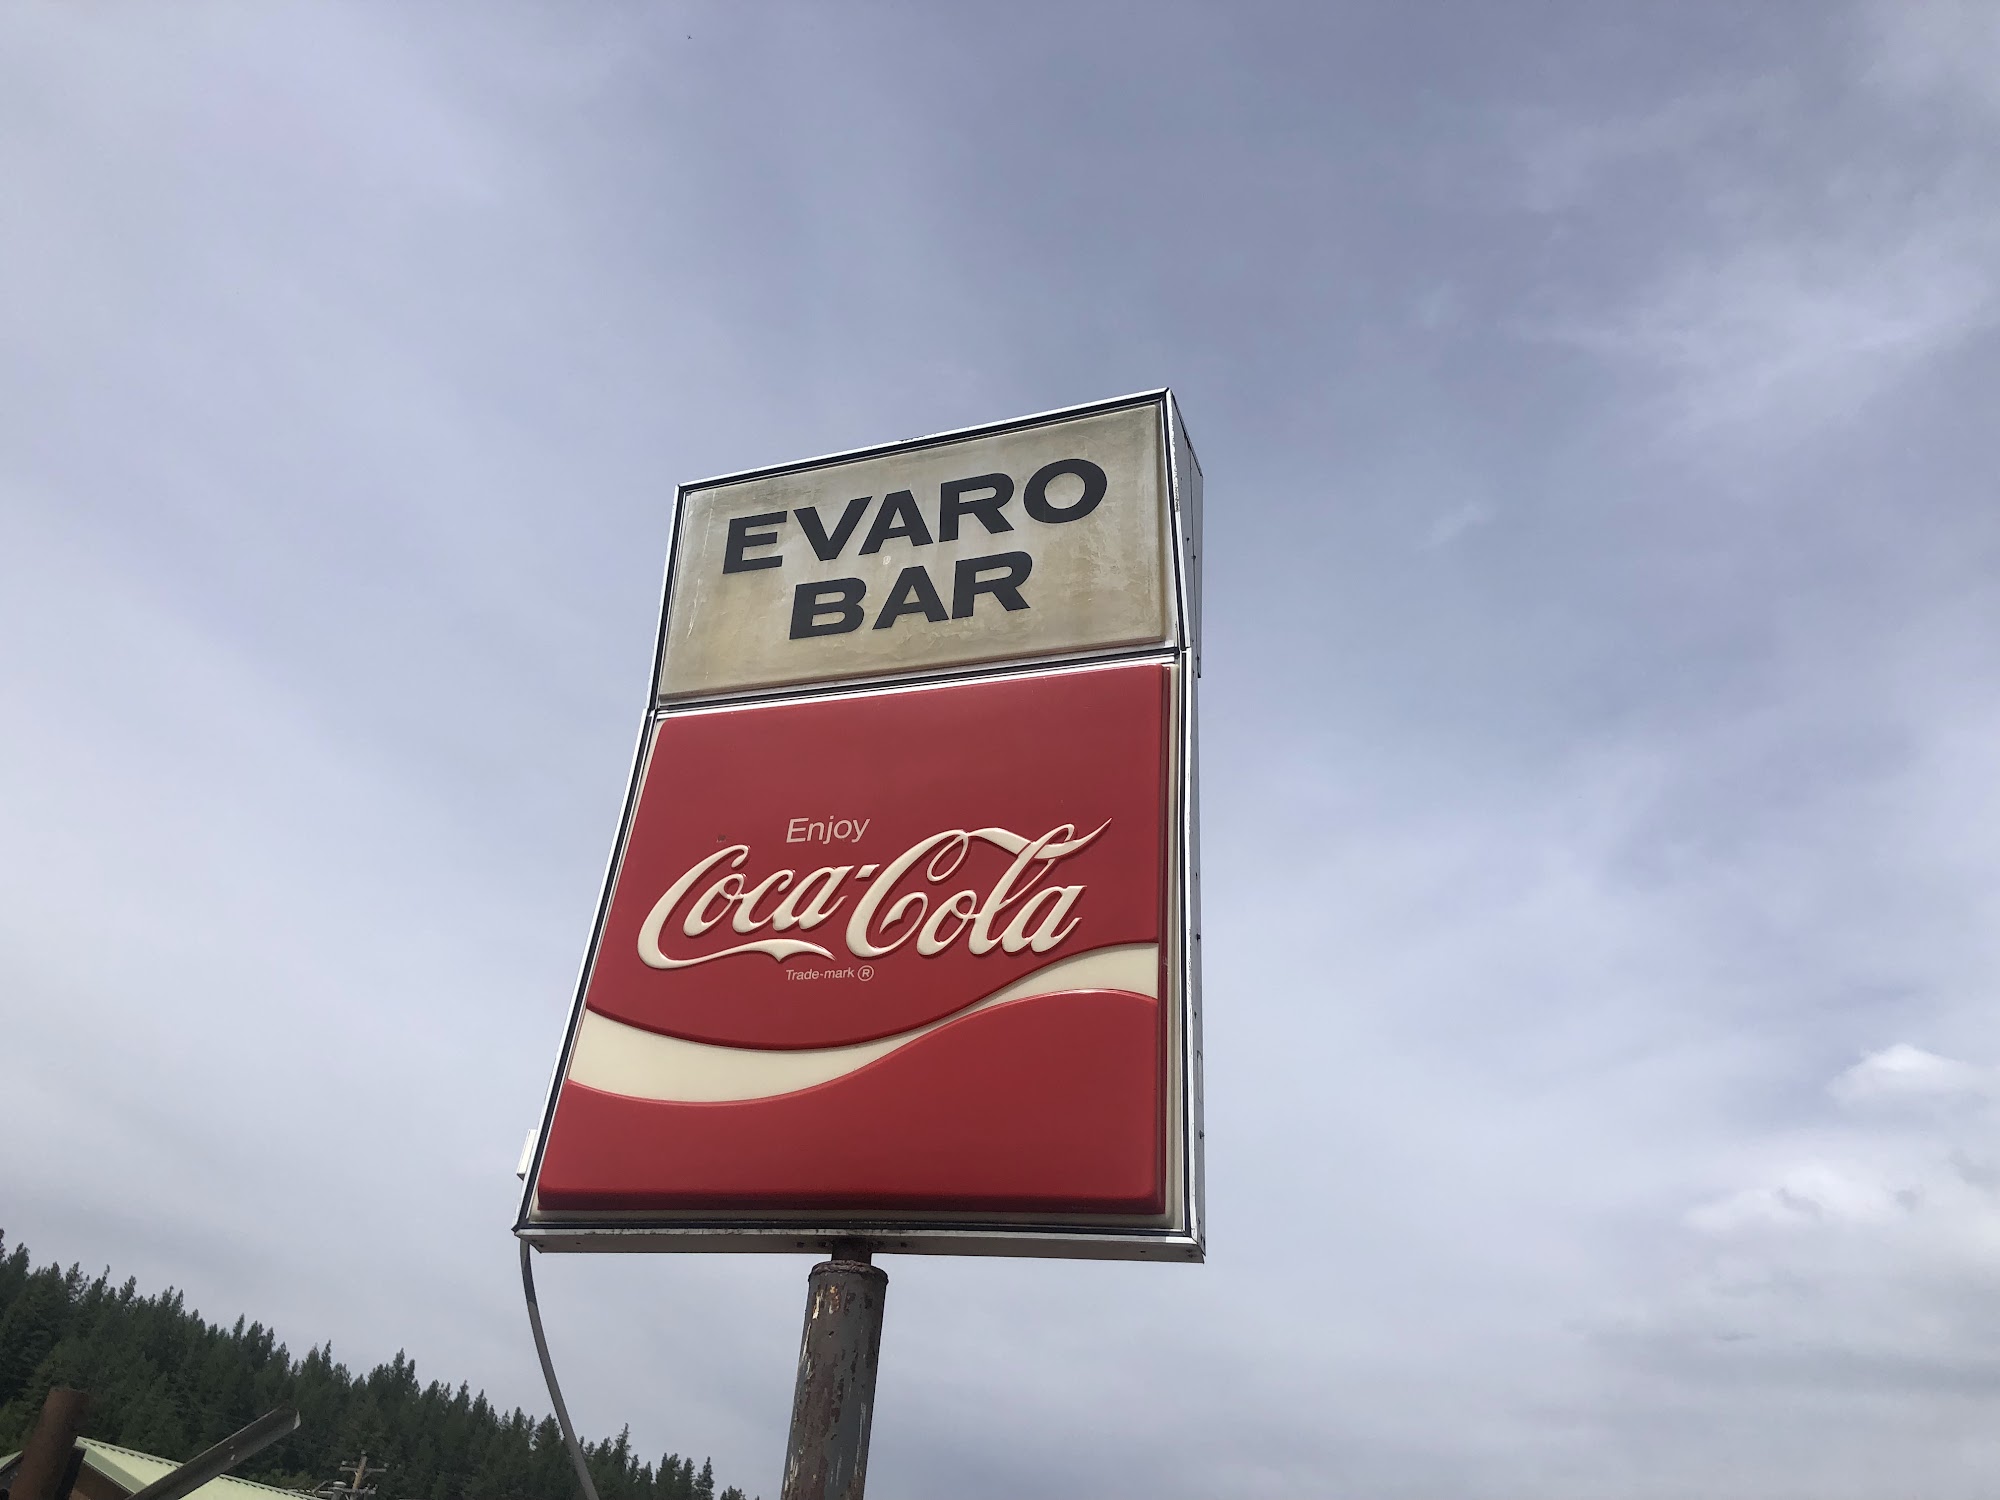 EVARO
BAR
Enjoy
Coca-Cola
Trade-mark ®